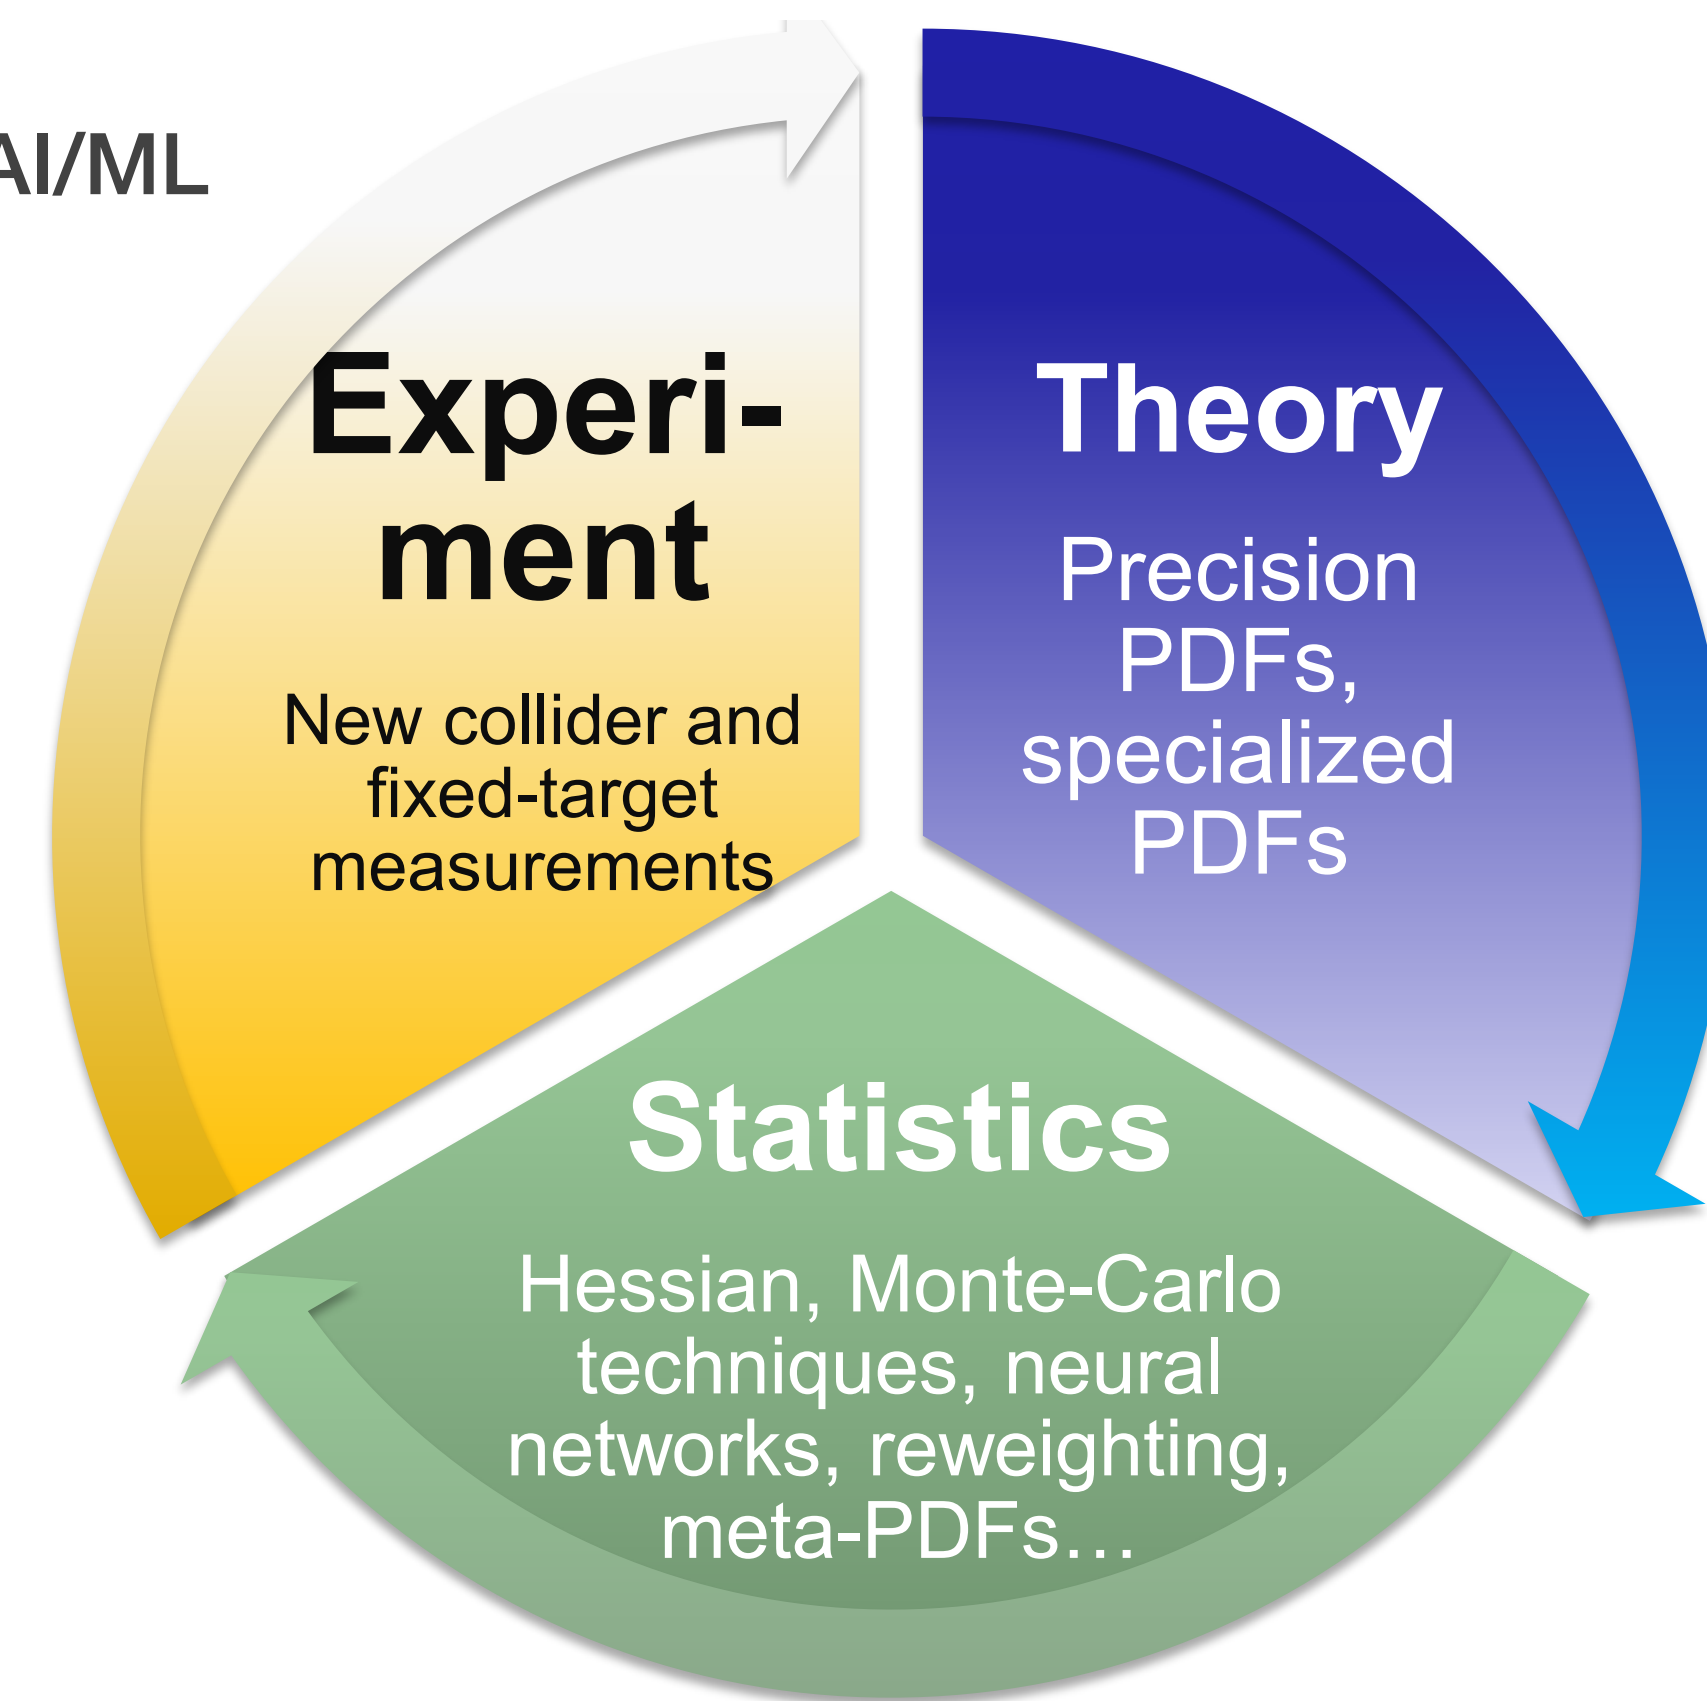 AI/ML
Experi-
ment
New collider and
fixed-target
measurements
Theory
Precision
PDFs,
specialized
PDFs
Statistics
Hessian, Monte-Carlo
techniques, neural
networks, reweighting,
meta-PDFs…